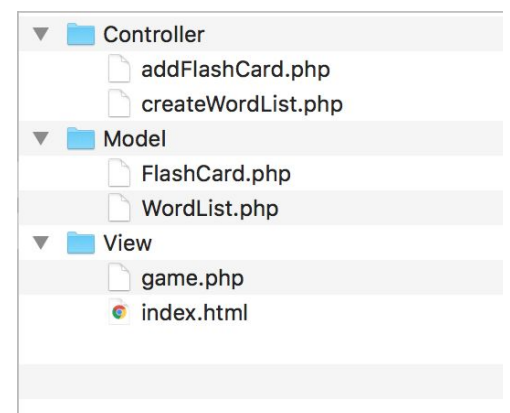 Controller
addFlashCard.php
createWordList.php
Model
FlashCard.php
WordList.php
View
game.php
index.html